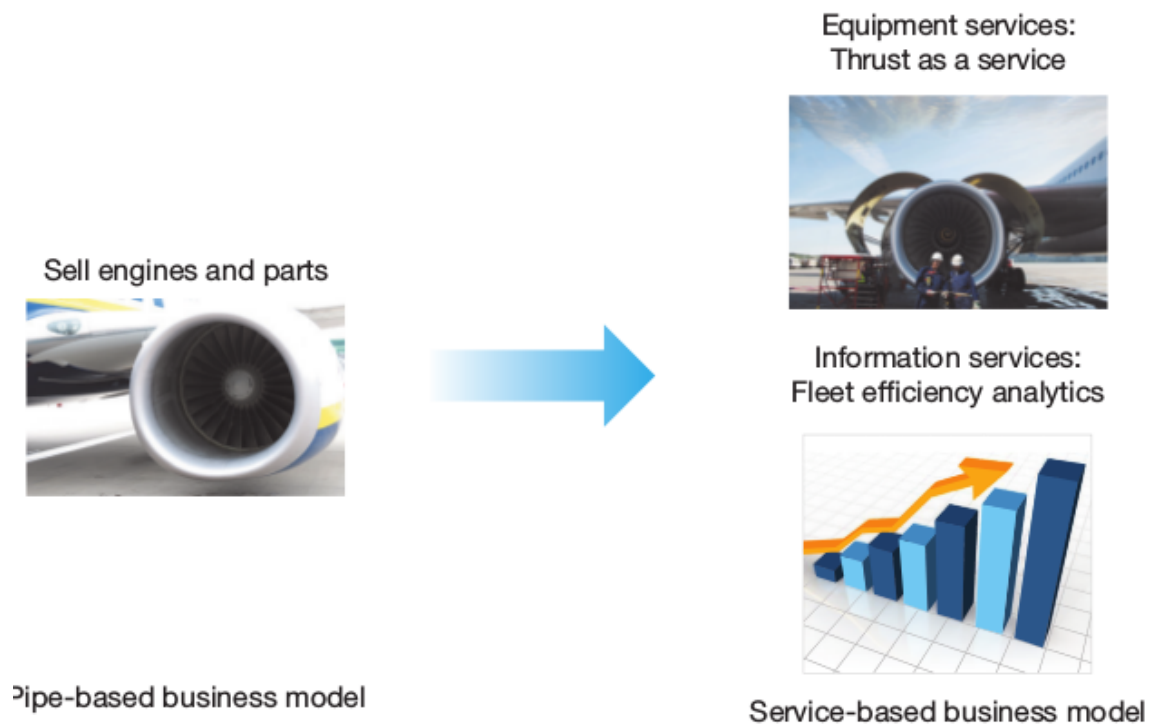 Equipment services:
Thrust as a service
Sell engines and parts
Information services:
Fleet efficiency analytics
Pipe-based business model
Service-based business model